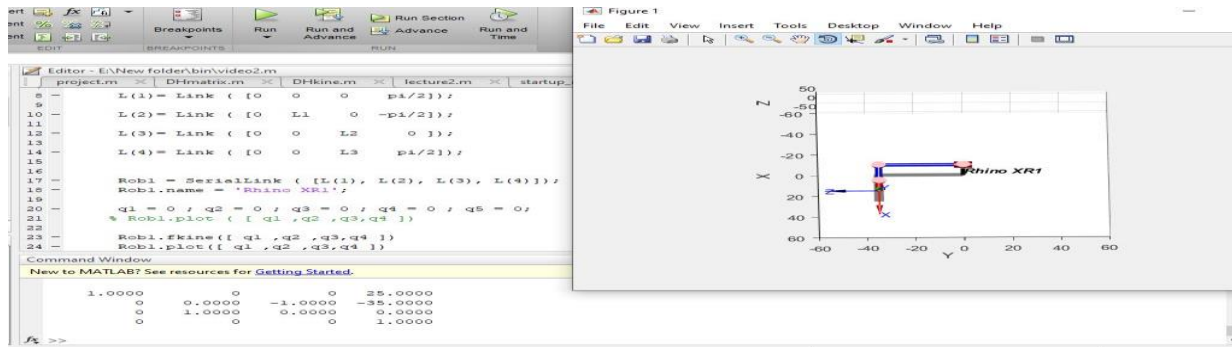 ert fx
Breakpoints Run Run and Advance Run Section Advance Run and Time
EDIT BREAKPOINTS RUN
Editor - E:\New folder\bin\video2.m
project.m DHmatrix.m DHkine.m lecture2.m startup_
8 L(1)= Link ( [0 0 0 pi/2]);
9
10 L(2)= Link ( [0 L1 0 -pi/2]);
11
12 L(3)= Link ( [0 0 L2 0 ]);
13
14 L(4)= Link ( [0 0 L3 pi/2]);
15
16
17 Rob1 = SerialLink ( [L(1), L(2), L(3), L(4)]);
18 Rob1.name = 'Rhino XR1';
19
20 q1 = 0 ; q2 = 0 ; q3 = 0 ; q4 = 0 ; q5 = 0;
21 % Rob1.plot ( [ q1 ,q2 ,q3,q4 ])
22
23 Rob1.fkine([ q1 ,q2 ,q3,q4 ])
24 Rob1.plot([ q1 ,q2 ,q3,q4 ])
Command Window
New to MATLAB? See resources for Getting Started.
1.0000 0 0 25.0000
0 0.0000 -1.0000 -35.0000
0 1.0000 0.0000 0.0000
0 0 0 1.0000
fx >>
Figure 1
File Edit View Insert Tools Desktop Window Help
Z
50
0
-50
-60
-40
-20
X 0
20
40
60
Rhino XR1
Z
Y
X
-60 -40 -20 0 20 40 60
Y